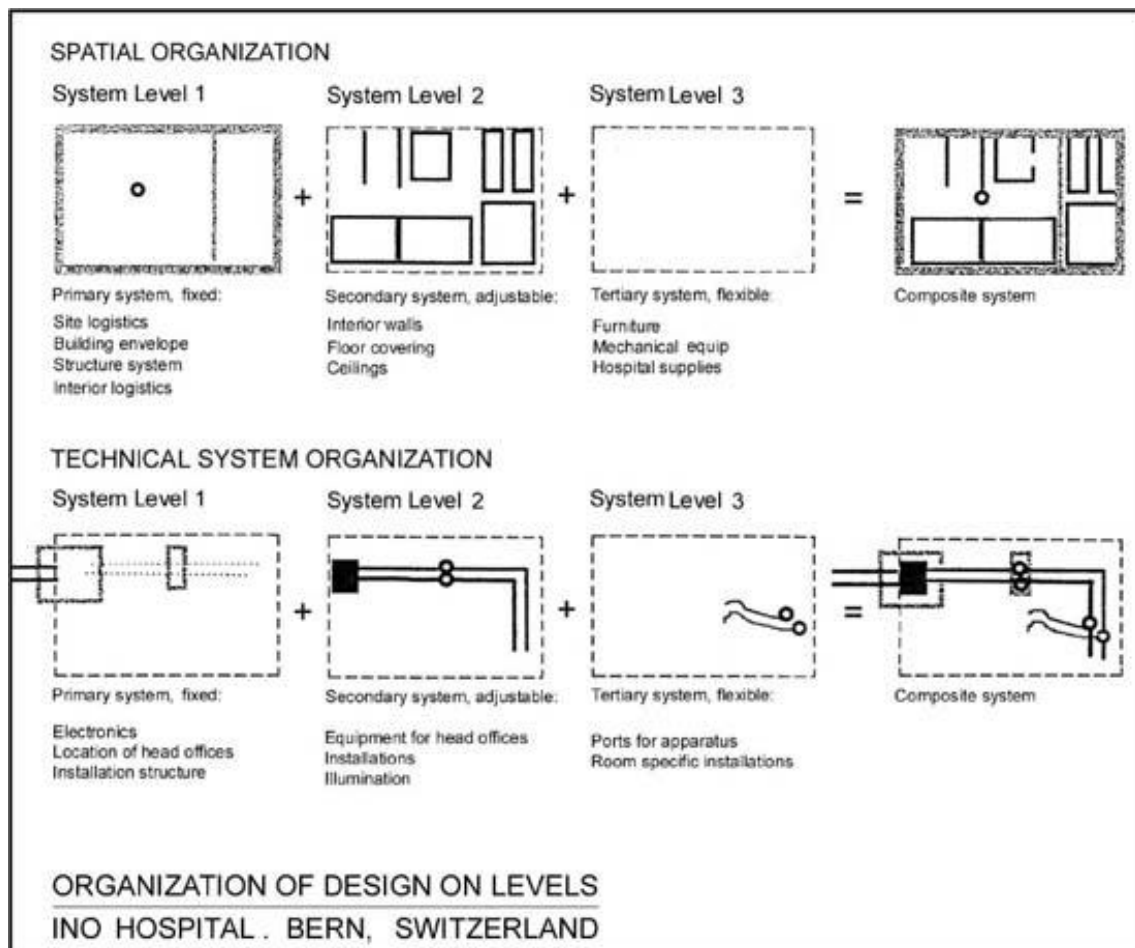 SPATIAL ORGANIZATION
System Level 1
System Level 2
System Level 3
+
+
=
Primary system, fixed:
Site logistics
Building envelope
Structure system
Interior logistics
Secondary system, adjustable:
Interior walls
Floor covering
Ceilings
Tertiary system, flexible:
Furniture
Mechanical equip
Hospital supplies
Composite system
TECHNICAL SYSTEM ORGANIZATION
System Level 1
System Level 2
System Level 3
+
+
=
Primary system, fixed:
Electronics
Location of head offices
Installation structure
Secondary system, adjustable:
Equipment for head offices
Installations
Illumination
Tertiary system, flexible:
Ports for apparatus
Room specific installations
Composite system
ORGANIZATION OF DESIGN ON LEVELS
INO HOSPITAL . BERN, SWITZERLAND